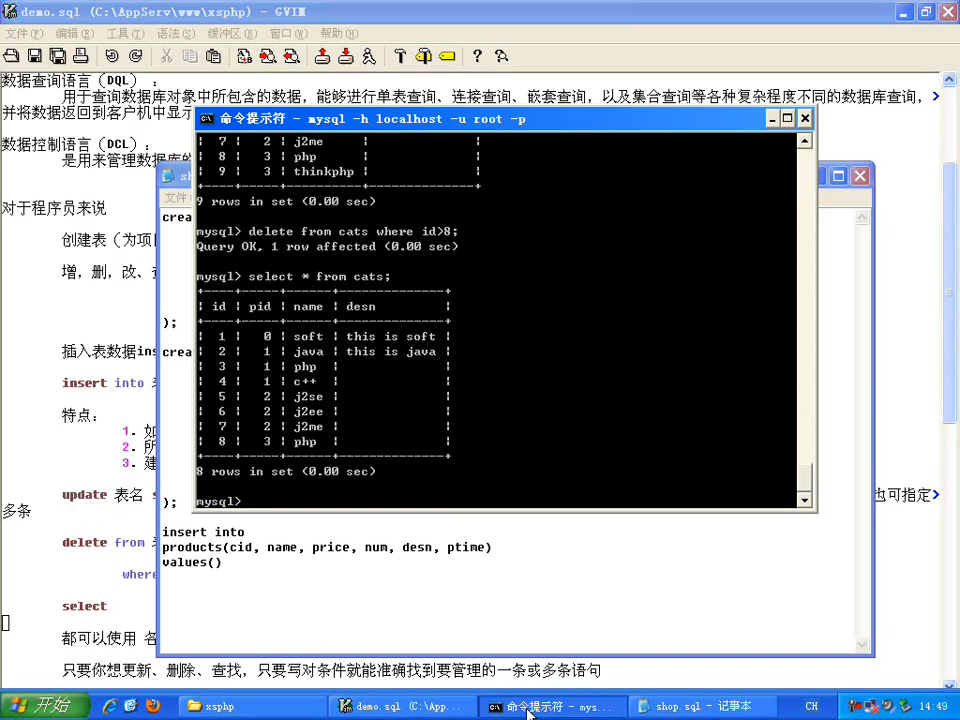 demo.sql (C:\AppServ\www\xsphp) - GVIM
文件(F) 编辑(E) 工具(T) 语法(S) 缓冲区(B) 窗口(W) 帮助(H)
数据查询语言 (DQL) ：
用于查询数据库对象中所包含的数据，能够进行单表查询、连接查询、嵌套查询，以及集合查询等各种复杂程度不同的数据库查询，
并将数据返回到客户机中显示
数据控制语言 (DCL) ：
是用来管理数据库的
对于程序员来说
创建表（为项目
增，删，改、查
插入表数据ins
insert into
特点：
1. 如
2. 所
3. 建
update 表名 s
也可指定
多条
delete from
where
select
都可以使用 各
只要你想更新、删除、查找，只要写对条件就能准确找到要管理的一条或多条语句
命令提示符 - mysql -h localhost -u root -p
| 7 | 2 | j2me | |
| 8 | 3 | php | |
| 9 | 3 | thinkphp | |
+----+-----+----------+--------------+
9 rows in set (0.00 sec)
mysql> delete from cats where id>8;
Query OK, 1 row affected (0.00 sec)
mysql> select * from cats;
+----+-----+------+--------------+
| id | pid | name | desn |
+----+-----+------+--------------+
| 1 | 0 | soft | this is soft |
| 2 | 1 | java | this is java |
| 3 | 1 | php | |
| 4 | 1 | c++ | |
| 5 | 2 | j2se | |
| 6 | 2 | j2ee | |
| 7 | 2 | j2me | |
| 8 | 3 | php | |
+----+-----+------+--------------+
8 rows in set (0.00 sec)
mysql>
sh
文件
crea
);
crea
);
insert into
products(cid, name, price, num, desn, ptime)
values()
开始
xsphp
demo.sql (C:\App...
命令提示符 - mys...
shop.sql - 记事本
CH
14:49